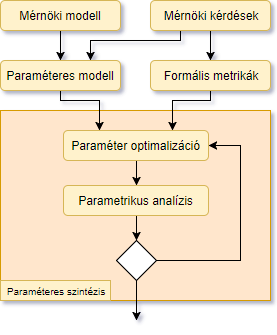 Mérnöki modell
Mérnöki kérdések
Paraméteres modell
Formális metrikák
Paraméter optimalizáció
Parametrikus analízis
Paraméteres szintézis